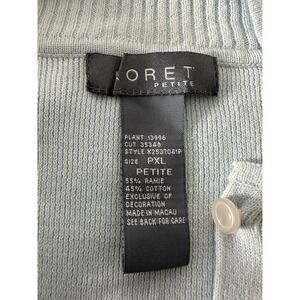 KORET
PETITE
PLANT 13996
CUT 35348
STYLE K2537041P
SIZE PXL
PETITE
55% RAMIE
45% COTTON
EXCLUSIVE OF
DECORATION
MADE IN MACAU
SEE BACK FOR CARE